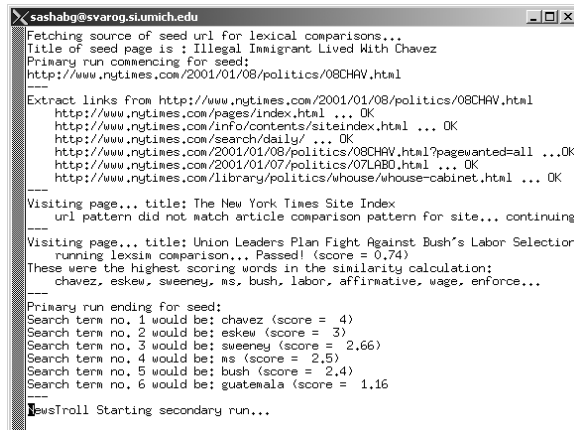 sashabg@svarog.si.umich.edu
Fetching source of seed url for lexical comparisons...
Title of seed page is : Illegal Immigrant Lived With Chavez
Primary run commencing for seed:
http://www.nytimes.com/2001/01/08/politics/08CHAV.html
---
Extract links from http://www.nytimes.com/2001/01/08/politics/08CHAV.html
http://www.nytimes.com/pages/index.html ... OK
http://www.nytimes.com/info/contents/siteindex.html ... OK
http://www.nytimes.com/search/daily/ ... OK
http://www.nytimes.com/2001/01/08/politics/08CHAV.html?pagewanted=all ...OK
http://www.nytimes.com/2001/01/07/politics/07LABO.html ... OK
http://www.nytimes.com/library/politics/whouse/whouse-cabinet.html ... OK
---
Visiting page... title: The New York Times Site Index
url pattern did not match article comparison pattern for site... continuing
---
Visiting page... title: Union Leaders Plan Fight Against Bush's Labor Selection
running lexsim comparison... Passed! (score = 0.74)
These were the highest scoring words in the similarity calculation:
chavez, eskew, sweeney, ms, bush, labor, affirmative, wage, enforce...
---
Primary run ending for seed:
Search term no. 1 would be: chavez (score =  4)
Search term no. 2 would be: eskew (score =  3)
Search term no. 3 would be: sweeney (score =  2.66)
Search term no. 4 would be: ms (score =  2.5)
Search term no. 5 would be: bush (score =  2.4)
Search term no. 6 would be: guatemala (score =  1.16
---
NewsTroll Starting secondary run...